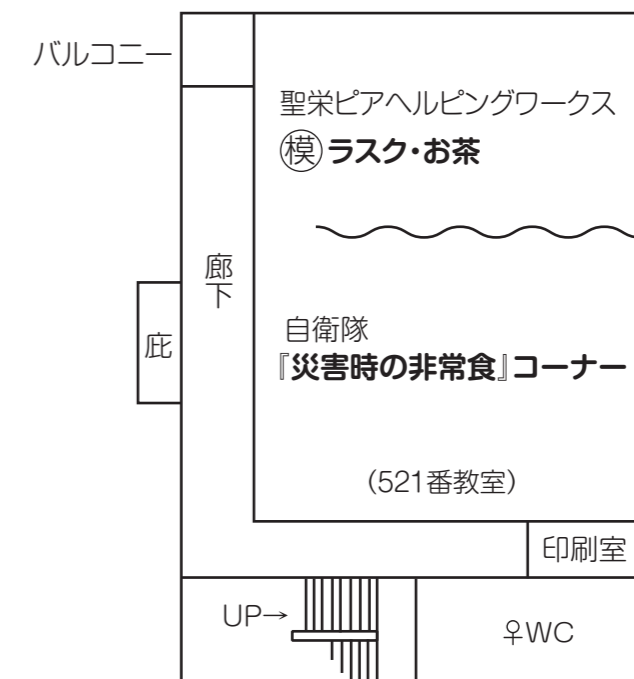 バルコニー
聖栄ピアヘルピングワークス
㊢ラスク・お茶
廊下
自衛隊
『災害時の非常食』コーナー
庇
（521番教室）
印刷室
UP→
♀WC